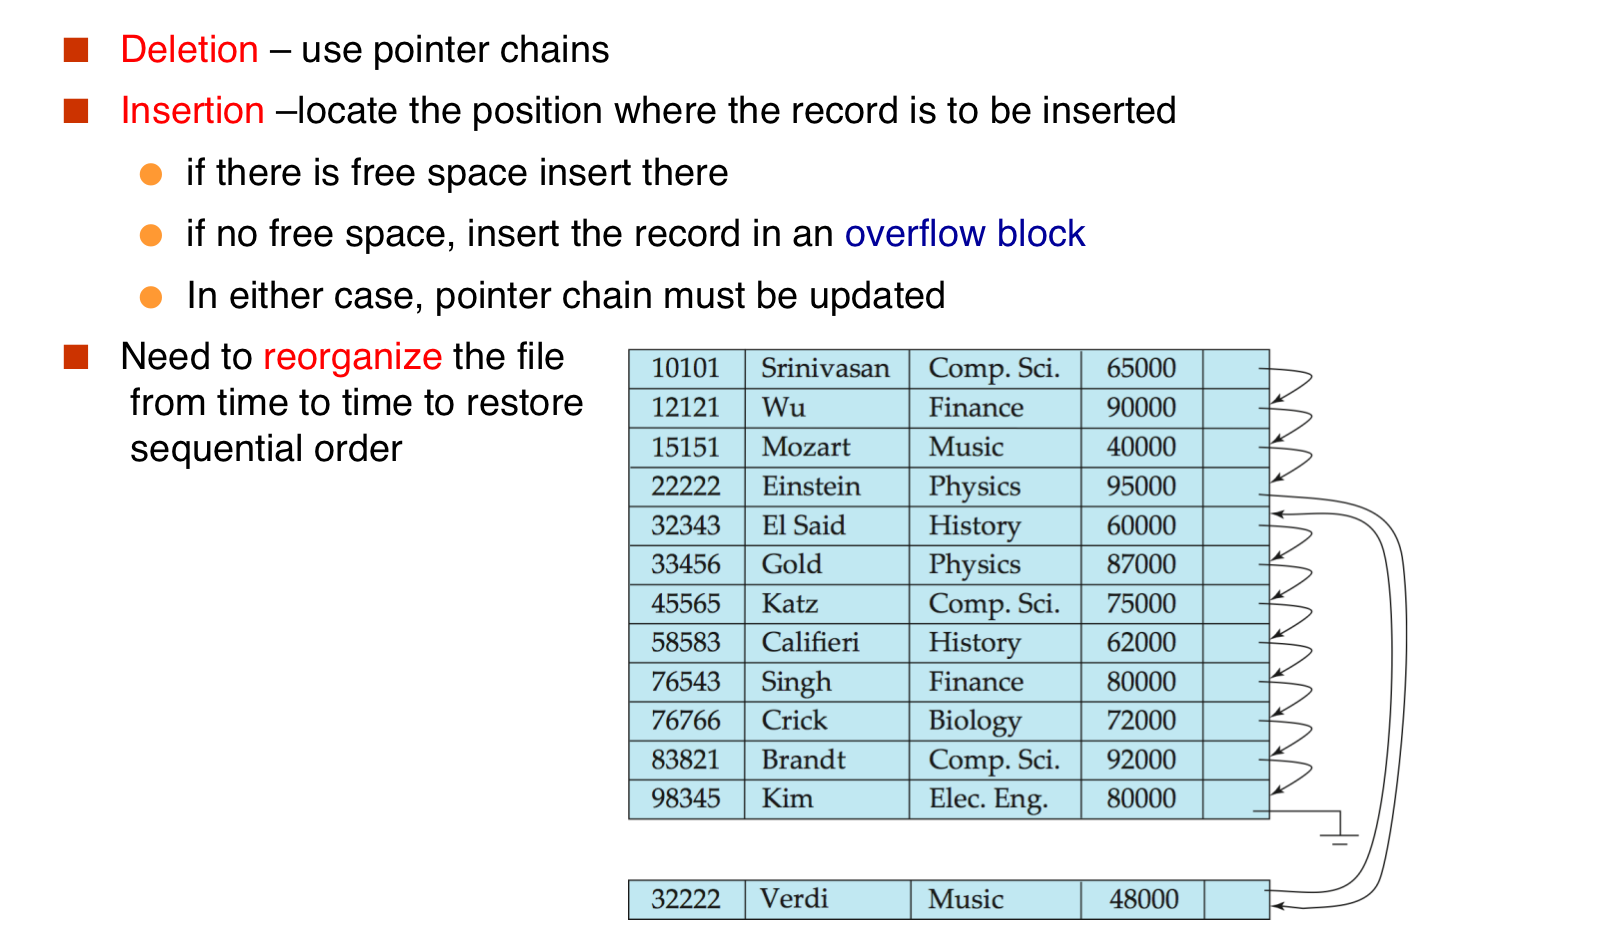 Deletion – use pointer chains
Insertion –locate the position where the record is to be inserted
if there is free space insert there
if no free space, insert the record in an overflow block
In either case, pointer chain must be updated
Need to reorganize the file
from time to time to restore
sequential order
10101 Srinivasan Comp. Sci. 65000
12121 Wu Finance 90000
15151 Mozart Music 40000
22222 Einstein Physics 95000
32343 El Said History 60000
33456 Gold Physics 87000
45565 Katz Comp. Sci. 75000
58583 Califieri History 62000
76543 Singh Finance 80000
76766 Crick Biology 72000
83821 Brandt Comp. Sci. 92000
98345 Kim Elec. Eng. 80000
32222 Verdi Music 48000